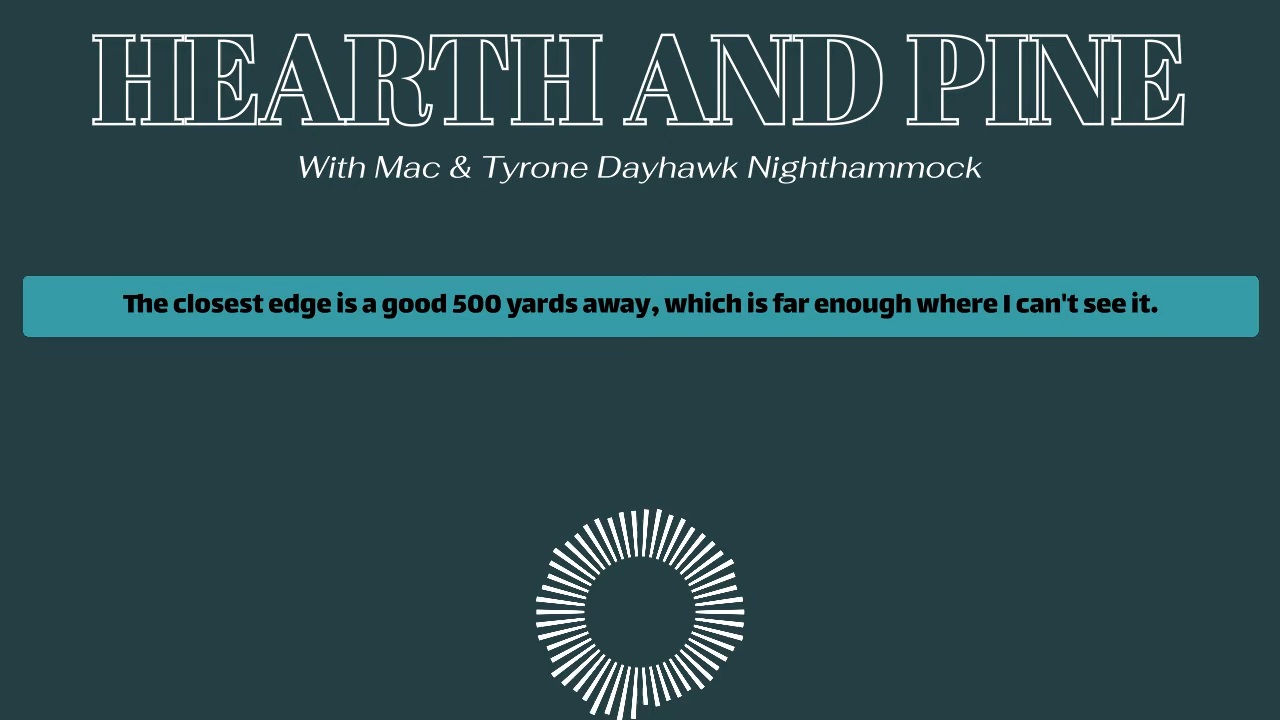 HEARTH AND PINE
With Mac & Tyrone Dayhawk Nighthammock
The closest edge is a good 500 yards away, which is far enough where I can't see it.